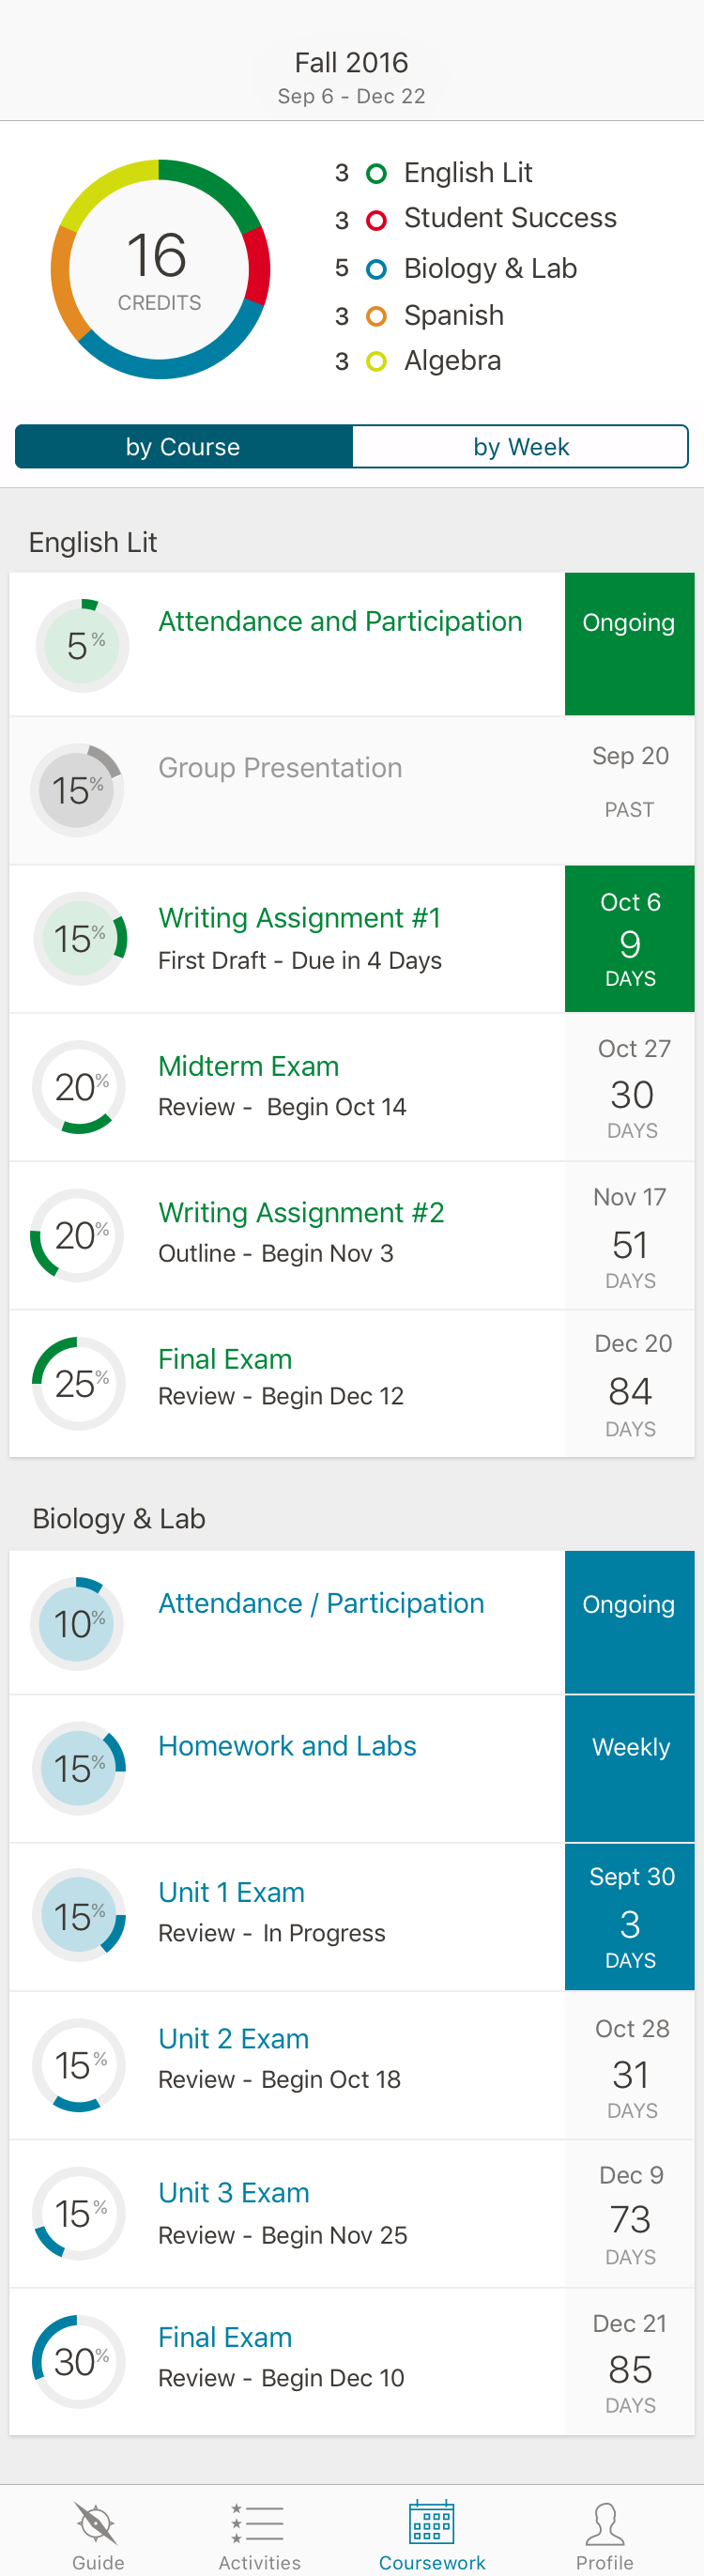 Fall 2016
Sep 6 - Dec 22
16
CREDITS
3 English Lit
3 Student Success
5 Biology & Lab
3 Spanish
3 Algebra
by Course
by Week
English Lit
5%
Attendance and Participation
Ongoing
15%
Group Presentation
Sep 20
PAST
15%
Writing Assignment #1
First Draft - Due in 4 Days
Oct 6
9
DAYS
20%
Midterm Exam
Review - Begin Oct 14
Oct 27
30
DAYS
20%
Writing Assignment #2
Outline - Begin Nov 3
Nov 17
51
DAYS
25%
Final Exam
Review - Begin Dec 12
Dec 20
84
DAYS
Biology & Lab
10%
Attendance / Participation
Ongoing
15%
Homework and Labs
Weekly
15%
Unit 1 Exam
Review - In Progress
Sept 30
3
DAYS
15%
Unit 2 Exam
Review - Begin Oct 18
Oct 28
31
DAYS
15%
Unit 3 Exam
Review - Begin Nov 25
Dec 9
73
DAYS
30%
Final Exam
Review - Begin Dec 10
Dec 21
85
DAYS
Guide
Activities
Coursework
Profile